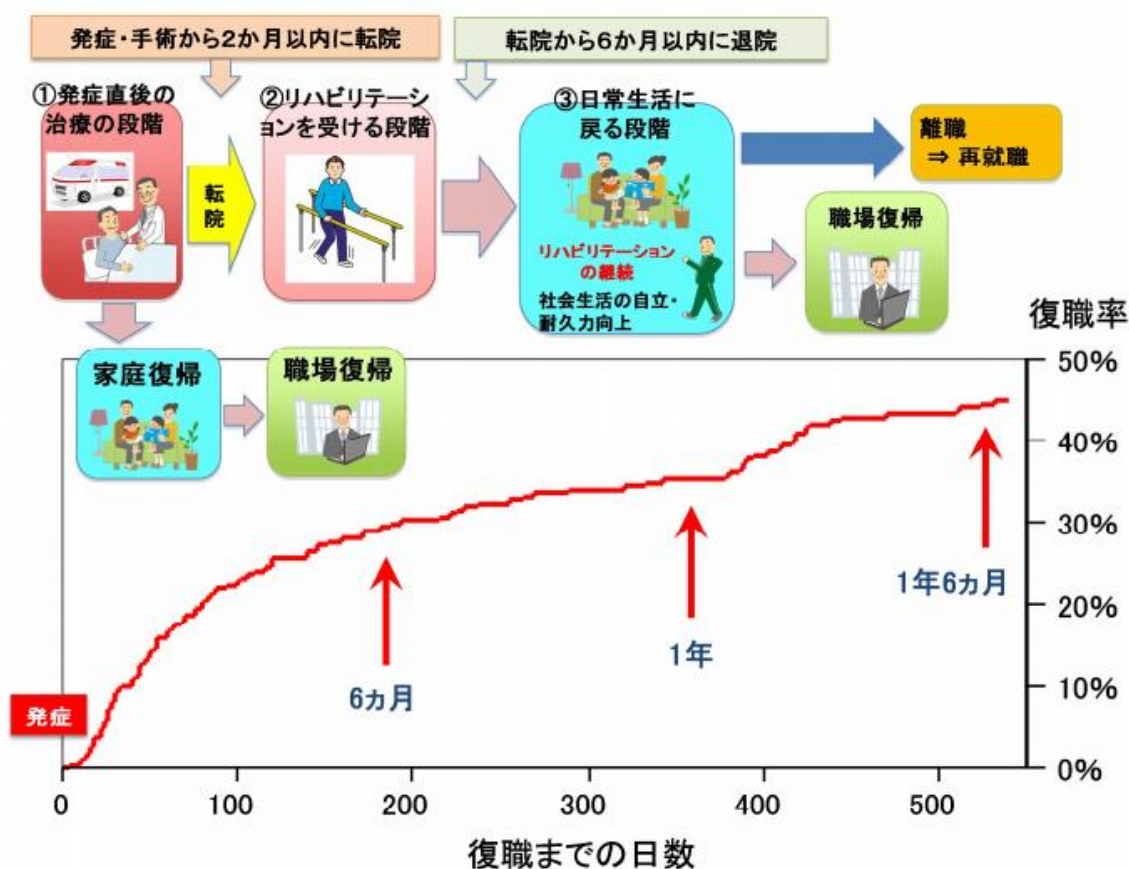 発症・手術から2か月以内に転院
転院から6か月以内に退院
①発症直後の
治療の段階
転
院
②リハビリテーシ
ョンを受ける段階
③日常生活に
戻る段階
リハビリテーション
の継続
社会生活の自立・
耐久力向上
離職
⇒ 再就職
職場復帰
家庭復帰
職場復帰
復職率
50%
40%
30%
20%
10%
0%
6カ月
1年
1年6カ月
発症
0
100
200
300
400
500
復職までの日数